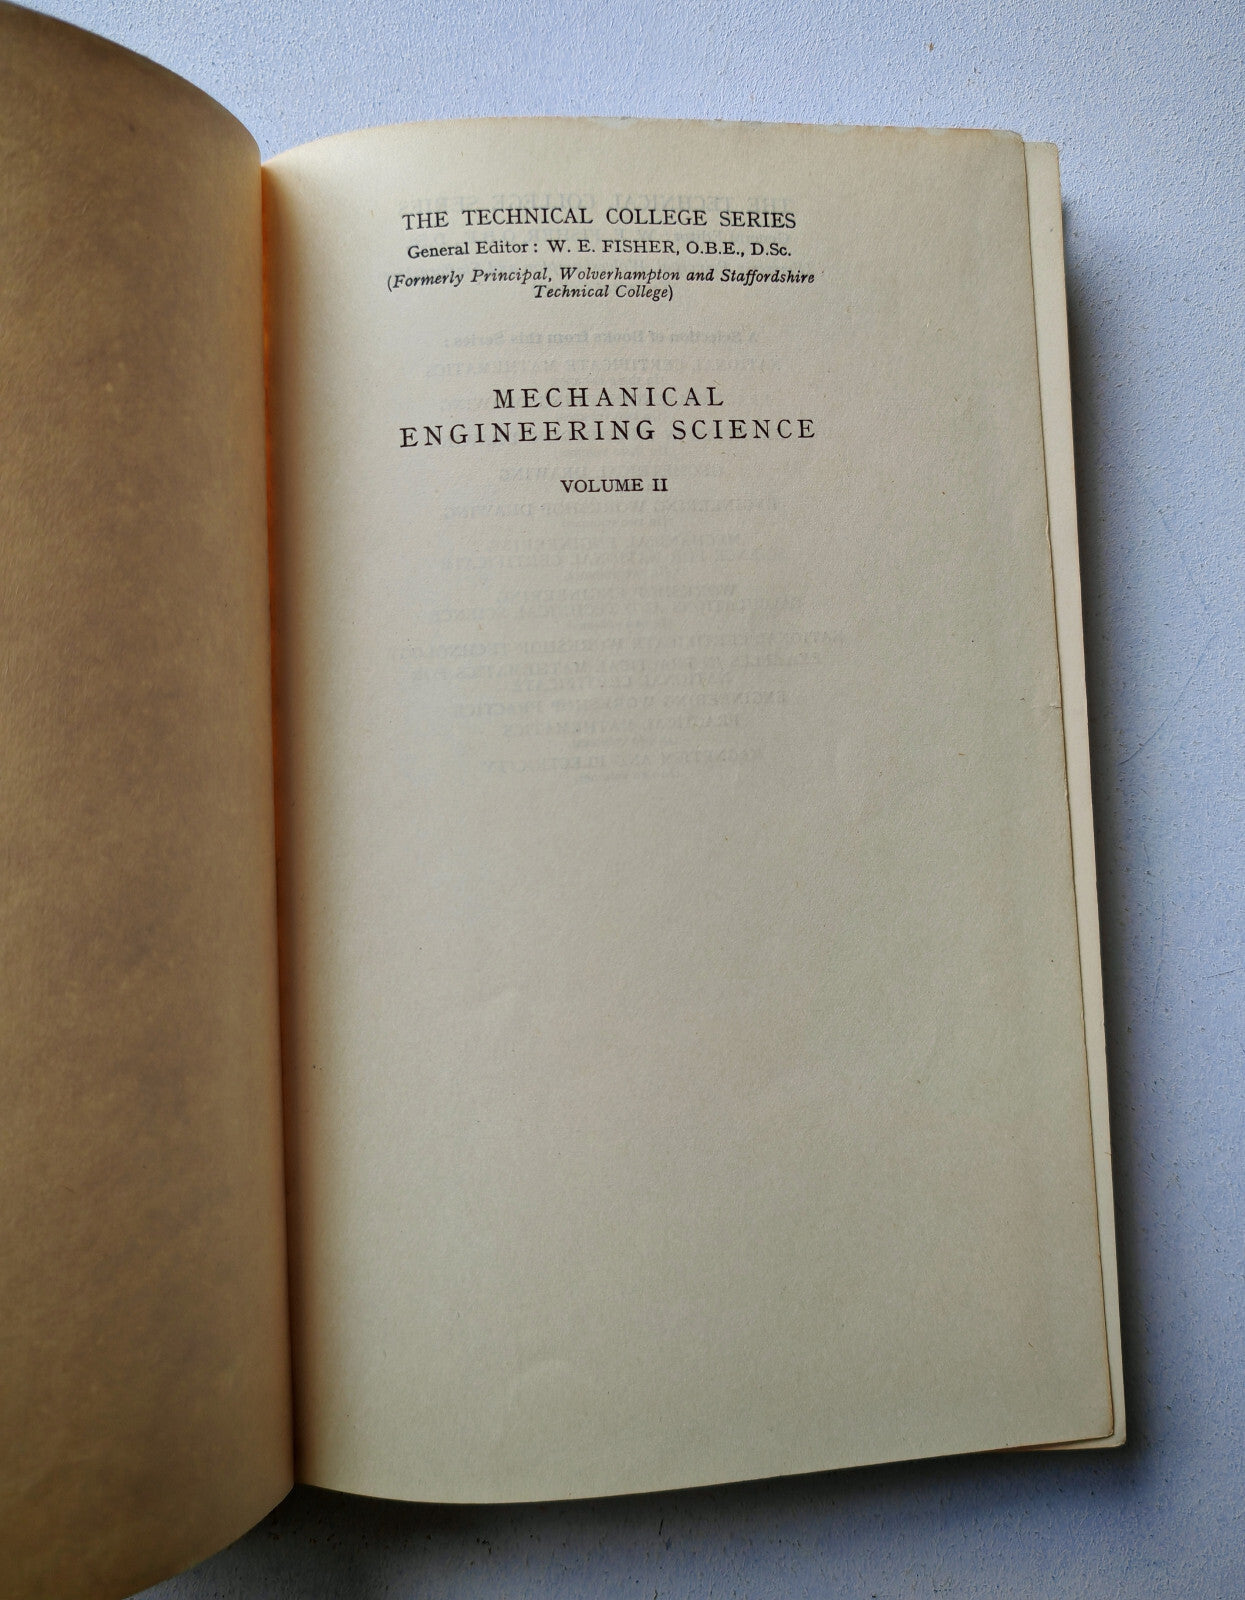 THE TECHNICAL COLLEGE SERIES
General Editor: W. E. FISHER, O.B.E., D.Sc.
(Formerly Principal, Wolverhampton and Staffordshire
Technical College)
MECHANICAL
ENGINEERING SCIENCE
VOLUME II